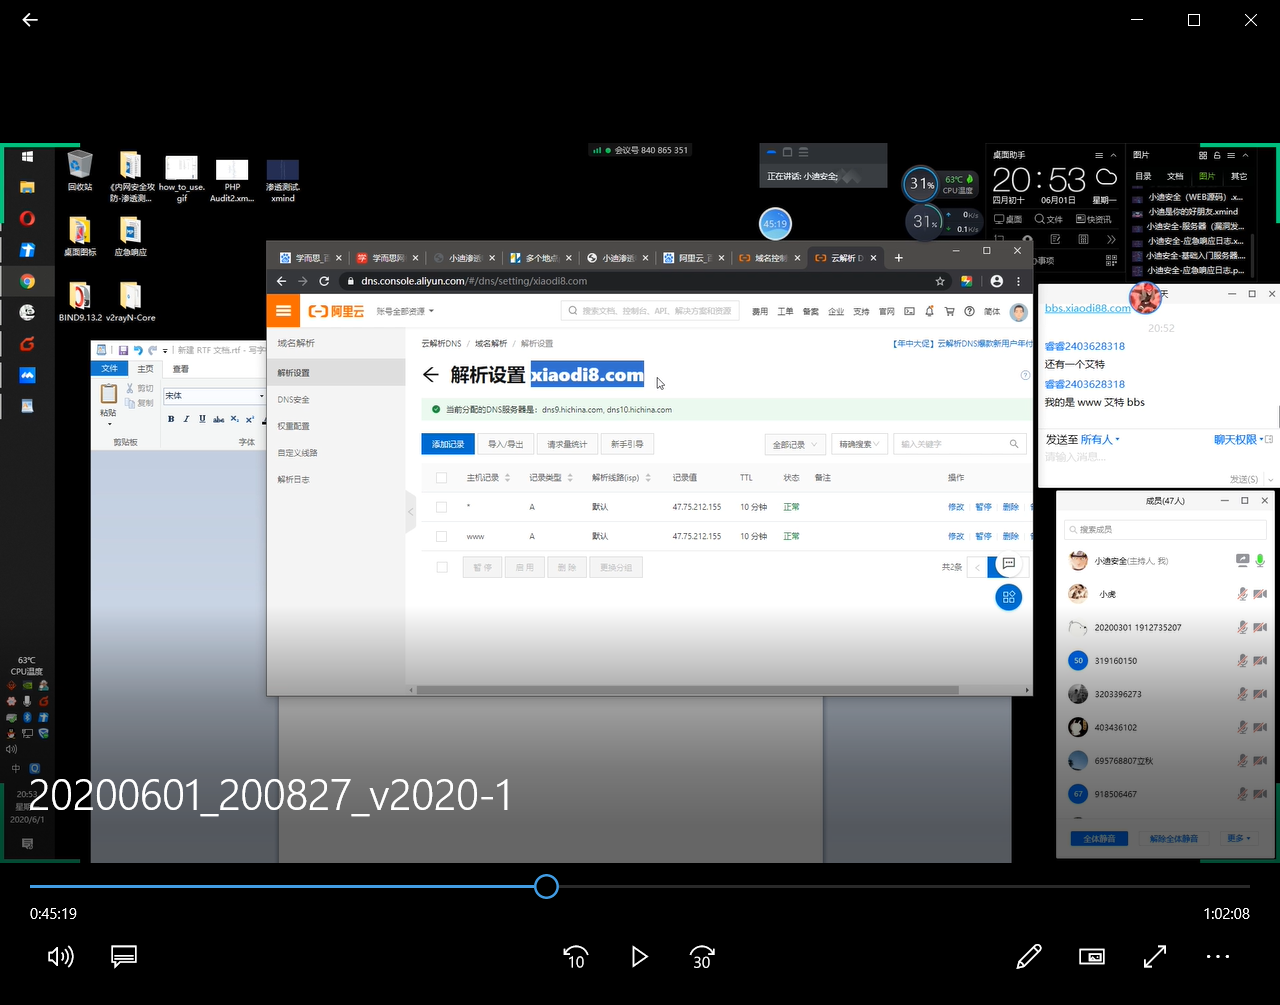 会议号 840 865 351
正在讲话: 小迪安全;
31%
63℃
CPU温度
31%
0K/s
0.1K/s
45:19
桌面助手
20:53
四月初十
06月01日
星期一
桌面
文件
快资讯
图片
目录
文档
图片
其它
小迪安全（WEB源码）.x...
小迪是你的好朋友.xmind
小迪安全-服务器（漏洞发...
小迪安全-应急响应日志.x...
小迪安全-基础入门服务器....
小迪安全-应急响应日志.p...
回收站
《内网安全攻防-渗透测...
how_to_use.gif
PHP Audit2.xm...
渗透测试.xmind
桌面图标
应急响应
BIND9.13.2
v2rayN-Core
新建 RTF 文档.rtf - 写字
文件
主页
查看
粘贴
剪切
复制
剪贴板
宋体
B I U abc X₂ X²
字体
学而思_百
学而思网
小迪渗透
多个地点
小迪渗透
阿里云_百
域名控制
云解析 D
dns.console.aliyun.com/#/dns/setting/xiaodi8.com
阿里云
账号全部资源
搜索文档、控制台、API、解决方案和资源
费用
工单
备案
企业
支持
官网
简体
域名解析
解析设置
DNS安全
权重配置
自定义线路
解析日志
云解析DNS / 域名解析 / 解析设置
【年中大促】云解析DNS爆款新用户年付
解析设置 xiaodi8.com
当前分配的DNS服务器是：dns9.hichina.com, dns10.hichina.com
添加记录
导入/导出
请求量统计
新手引导
全部记录
精确搜索
输入关键字
主机记录
记录类型
解析线路(isp)
记录值
TTL
状态
备注
操作
* A 默认 47.75.212.155 10 分钟 正常 修改 暂停 删除
www A 默认 47.75.212.155 10 分钟 正常 修改 暂停 删除
暂停
启用
删除
更换分组
共2条
bbs.xiaodi88.com
20:52
睿睿2403628318
还有一个艾特
睿睿2403628318
我的是 www 艾特 bbs
发送至 所有人
聊天权限
请输入消息...
发送(S)
成员(47人)
搜索成员
小迪安全(主持人, 我)
小虎
20200301 1912735207
50
319160150
3203396273
403436102
695768807立秋
67
918506467
全体静音
解除全体静音
更多
63℃
CPU温度
中
20:53
2020/6/1
20200601_200827_v2020-1
0:45:19
1:02:08
10
30